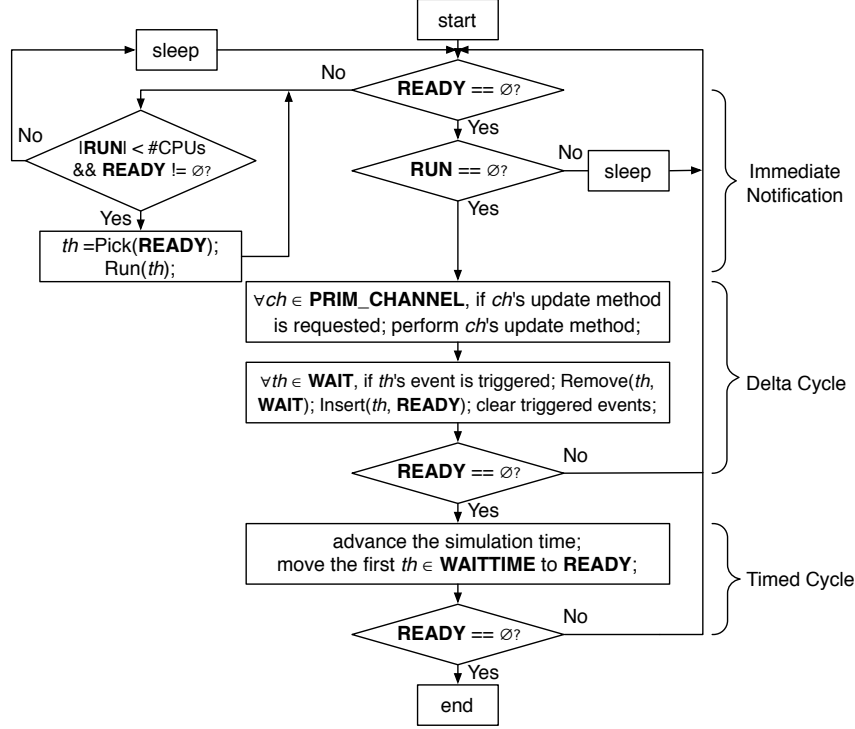 start
sleep
No
READY == ∅?
Yes
|RUN| < #CPUs
&& READY != ∅?
No
Yes
th =Pick(READY);
Run(th);
RUN == ∅?
No
sleep
Yes
Immediate
Notification
∀ch ∈ PRIM_CHANNEL, if ch's update method
is requested; perform ch's update method;
∀th ∈ WAIT, if th's event is triggered; Remove(th,
WAIT); Insert(th, READY); clear triggered events;
Delta Cycle
READY == ∅?
No
Yes
advance the simulation time;
move the first th ∈ WAITTIME to READY;
Timed Cycle
READY == ∅?
No
Yes
end